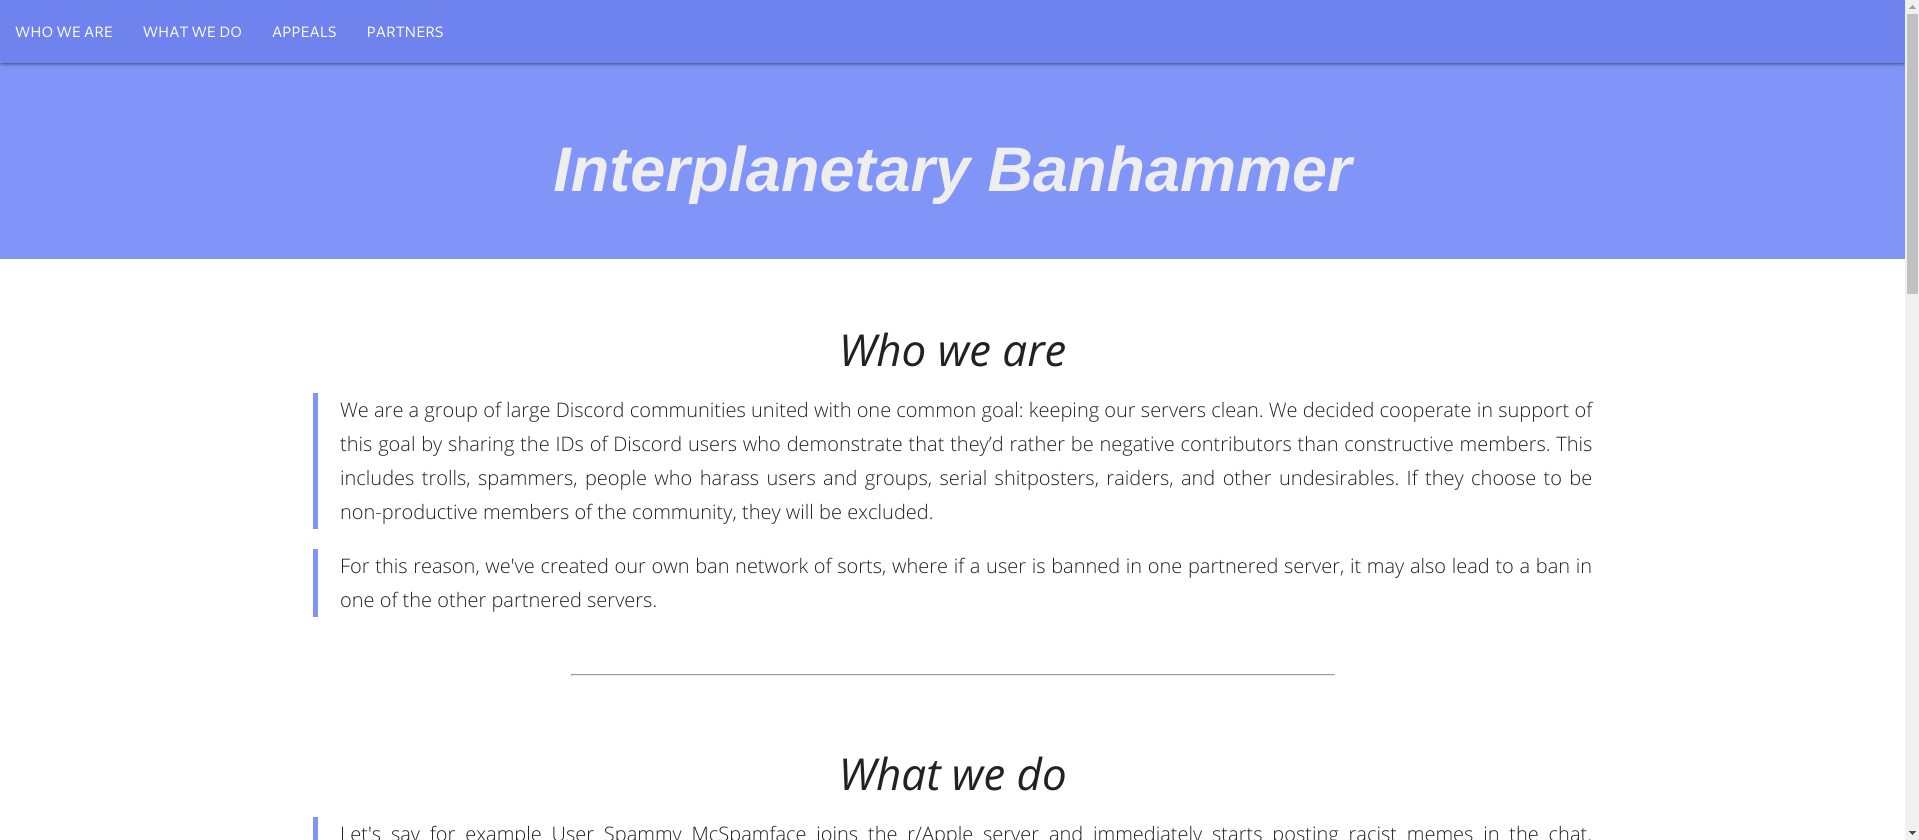 WHO WE ARE WHAT WE DO APPEALS PARTNERS
Interplanetary Banhammer
Who we are
We are a group of large Discord communities united with one common goal: keeping our servers clean. We decided cooperate in support of
this goal by sharing the IDs of Discord users who demonstrate that they’d rather be negative contributors than constructive members. This
includes trolls, spammers, people who harass users and groups, serial shitposters, raiders, and other undesirables. If they choose to be
non-productive members of the community, they will be excluded.
For this reason, we've created our own ban network of sorts, where if a user is banned in one partnered server, it may also lead to a ban in
one of the other partnered servers.
What we do
Let's say for example User Spammy McSpamface joins the r/Apple server and immediately starts posting racist memes in the chat.